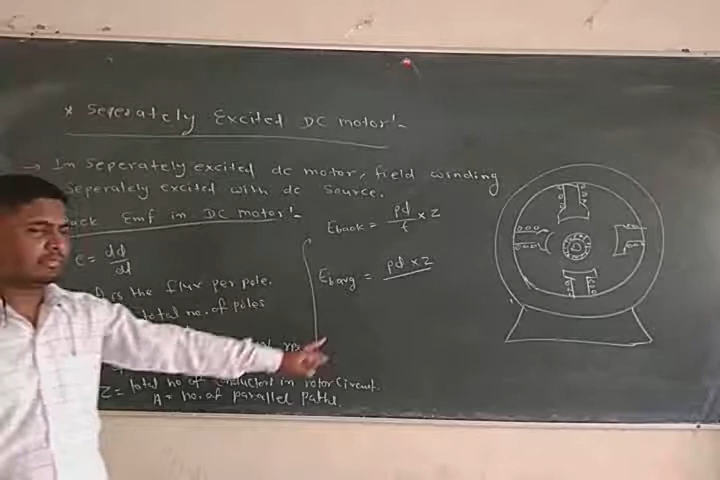 * Seperately Excited DC motor:-
→ In seperately excited dc motor, field winding
seperalely excited with dc source.
Emf in DC motor:-
e = dϕ/dt
is the flux per pole.
total no. of poles
Z = total no of conductors in rotor circuit.
A = no. of parallel paths.
Eback = pϕ/t × Z
Ebavg = pϕ × Z